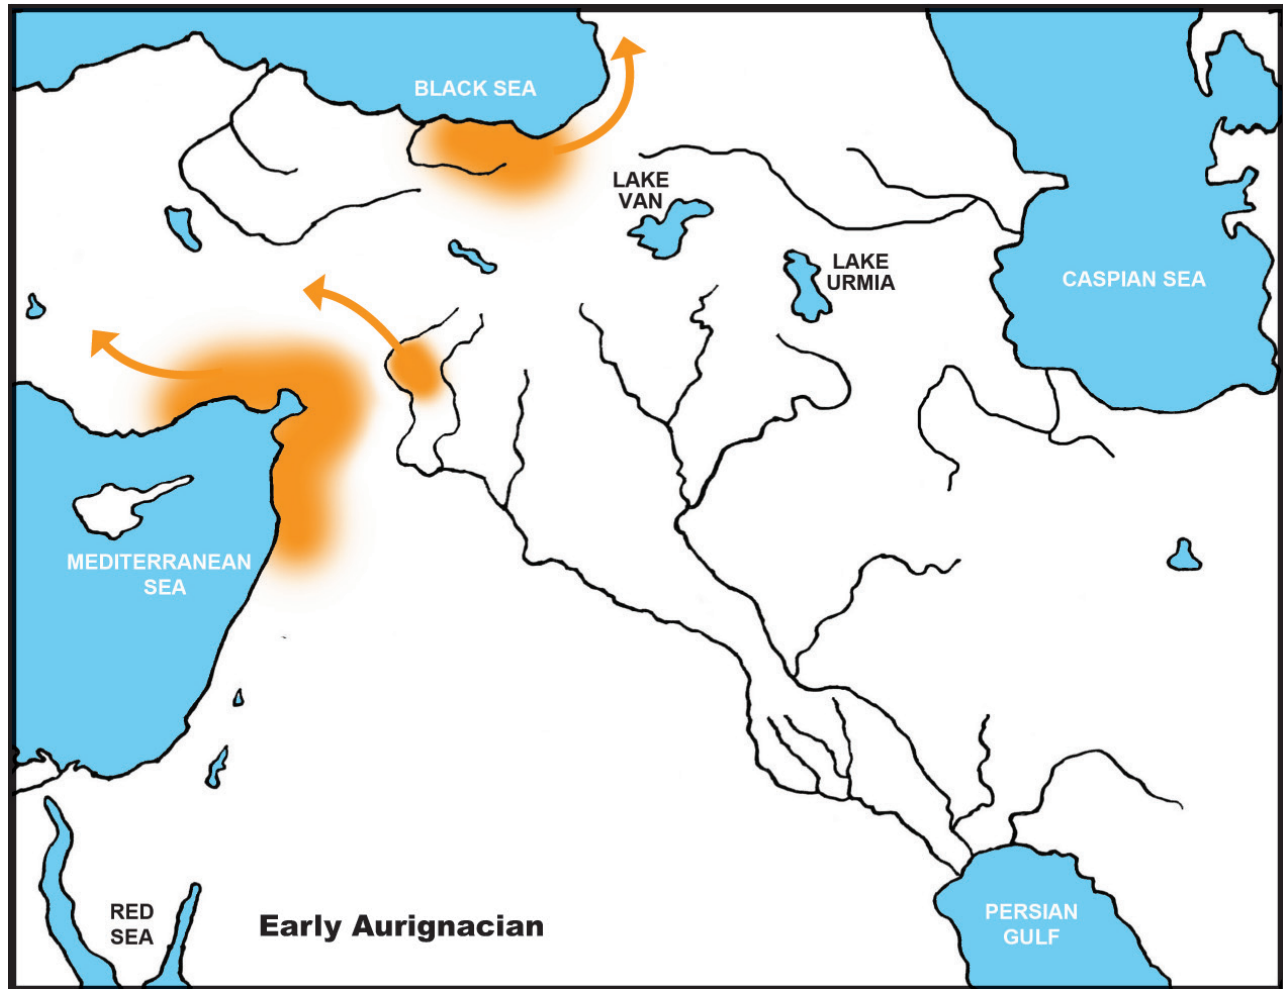 BLACK SEA
LAKE
VAN
LAKE
URMIA
CASPIAN SEA
MEDITERRANEAN
SEA
RED
SEA
Early Aurignacian
PERSIAN
GULF